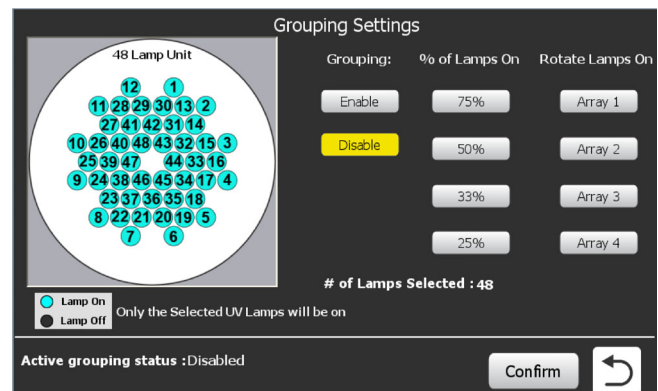 Grouping Settings
48 Lamp Unit
12 1
11 28 29 30 13 2
27 41 42 31 14
10 26 40 48 43 32 15 3
25 39 47 44 33 16
9 24 38 46 45 34 17 4
23 37 36 35 18
8 22 21 20 19 5
7 6
Lamp On
Lamp Off
Only the Selected UV Lamps will be on
Grouping: % of Lamps On Rotate Lamps On
Enable 75% Array 1
Disable 50% Array 2
33% Array 3
25% Array 4
# of Lamps Selected : 48
Active grouping status :Disabled
Confirm